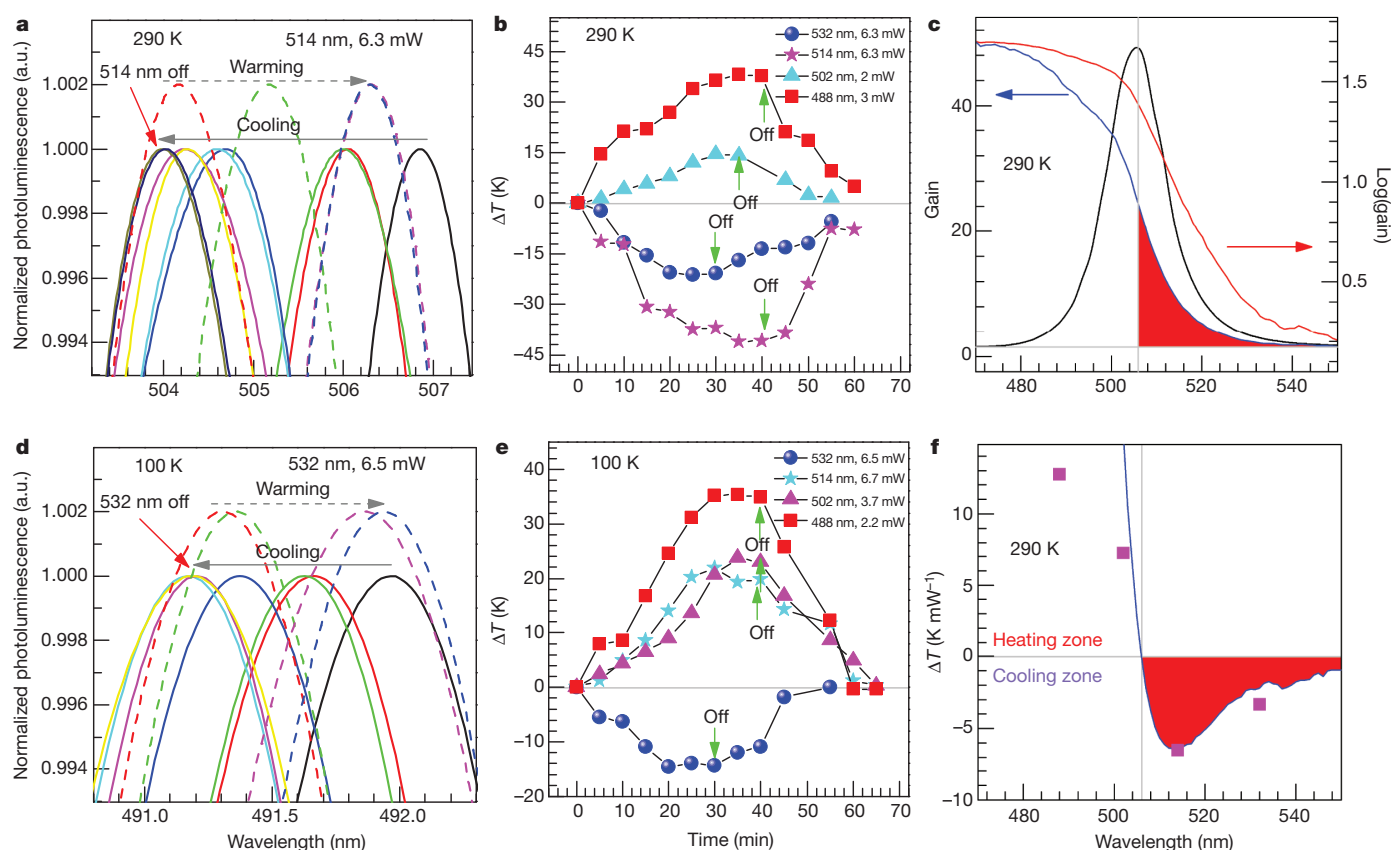 a
290 K
514 nm, 6.3 mW
514 nm off
Warming
Cooling
Normalized photoluminescence (a.u.)
1.002
1.000
0.998
0.996
0.994
504
505
506
507
b
290 K
532 nm, 6.3 mW
514 nm, 6.3 mW
502 nm, 2 mW
488 nm, 3 mW
Off
Off
Off
Off
ΔT (K)
45
30
15
0
−15
−30
−45
0
10
20
30
40
50
60
70
c
290 K
Gain
40
20
0
Log(gain)
1.5
1.0
0.5
480
500
520
540
d
100 K
532 nm, 6.5 mW
532 nm off
Warming
Cooling
Normalized photoluminescence (a.u.)
1.002
1.000
0.998
0.996
0.994
491.0
491.5
492.0
Wavelength (nm)
e
100 K
532 nm, 6.5 mW
514 nm, 6.7 mW
502 nm, 3.7 mW
488 nm, 2.2 mW
Off
Off
Off
ΔT (K)
40
30
20
10
0
−10
−20
0
10
20
30
40
50
60
70
Time (min)
f
290 K
Heating zone
Cooling zone
ΔT (K mW⁻¹)
10
5
0
−5
−10
480
500
520
540
Wavelength (nm)